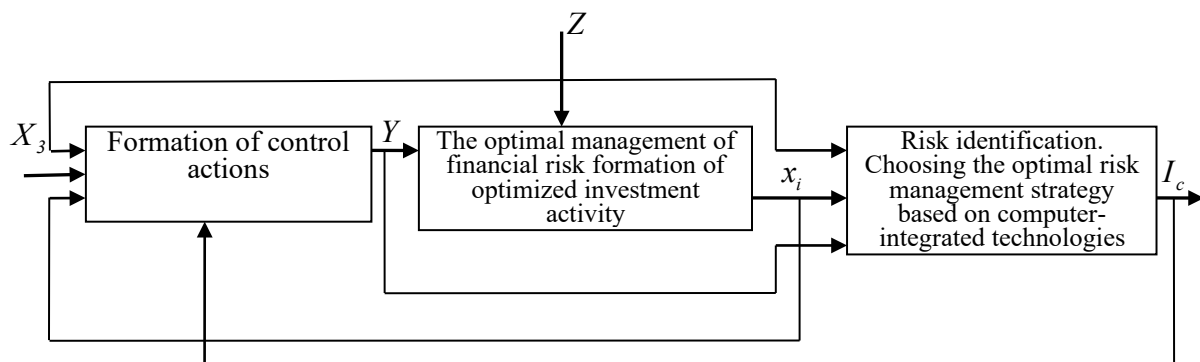 Z
X3
Formation of control
actions
Y
The optimal management of
financial risk formation of
optimized investment
activity
xi
Risk identification.
Choosing the optimal risk
management strategy
based on computer-
integrated technologies
Ic